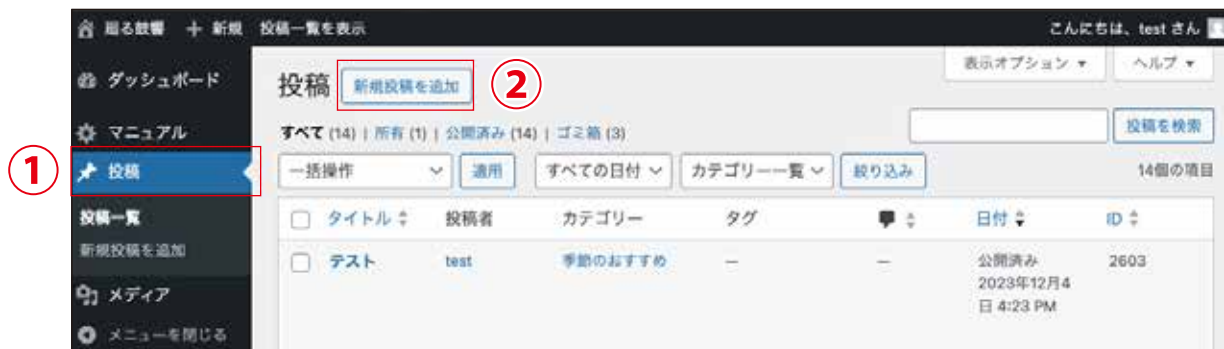 廻る鼓響 ＋ 新規 投稿一覧を表示 こんにちは、test さん
ダッシュボード
マニュアル
① 投稿
投稿一覧
新規投稿を追加
メディア
メニューを閉じる
投稿 新規投稿を追加 ②
表示オプション ▼ ヘルプ ▼
すべて (14) | 所有 (1) | 公開済み (14) | ゴミ箱 (3)
投稿を検索
一括操作 適用 すべての日付 カテゴリー一覧 絞り込み 14個の項目
タイトル 投稿者 カテゴリー タグ 日付 ID
テスト test 季節のおすすめ — — 公開済み 2603
2023年12月4
日 4:23 PM